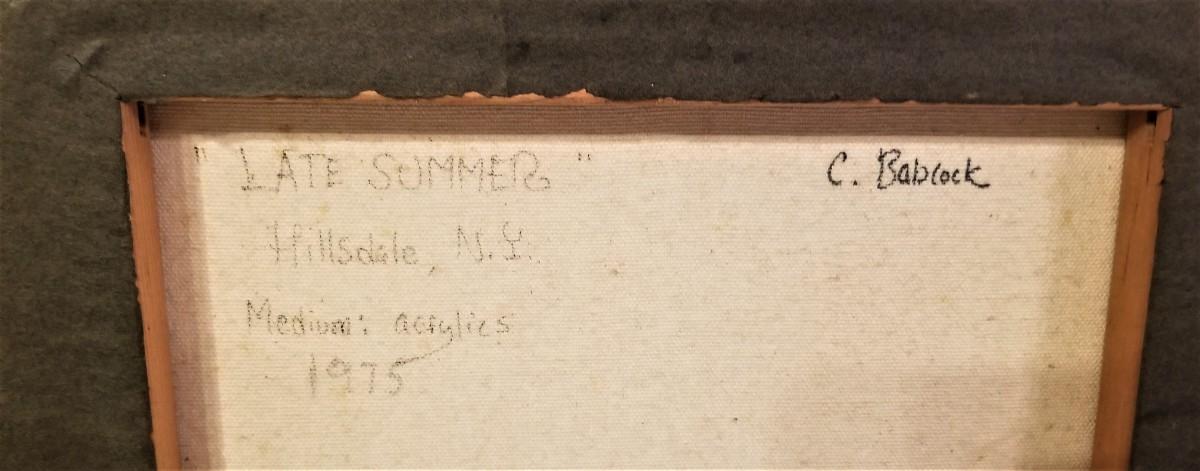 " LATE SUMMER " C. Babcock
Hillsdale, N.Y.
Medium: acrylics
1975